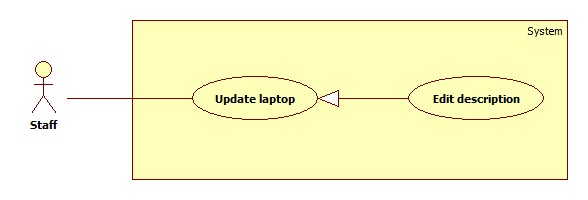 System
Update laptop
Edit description
Staff